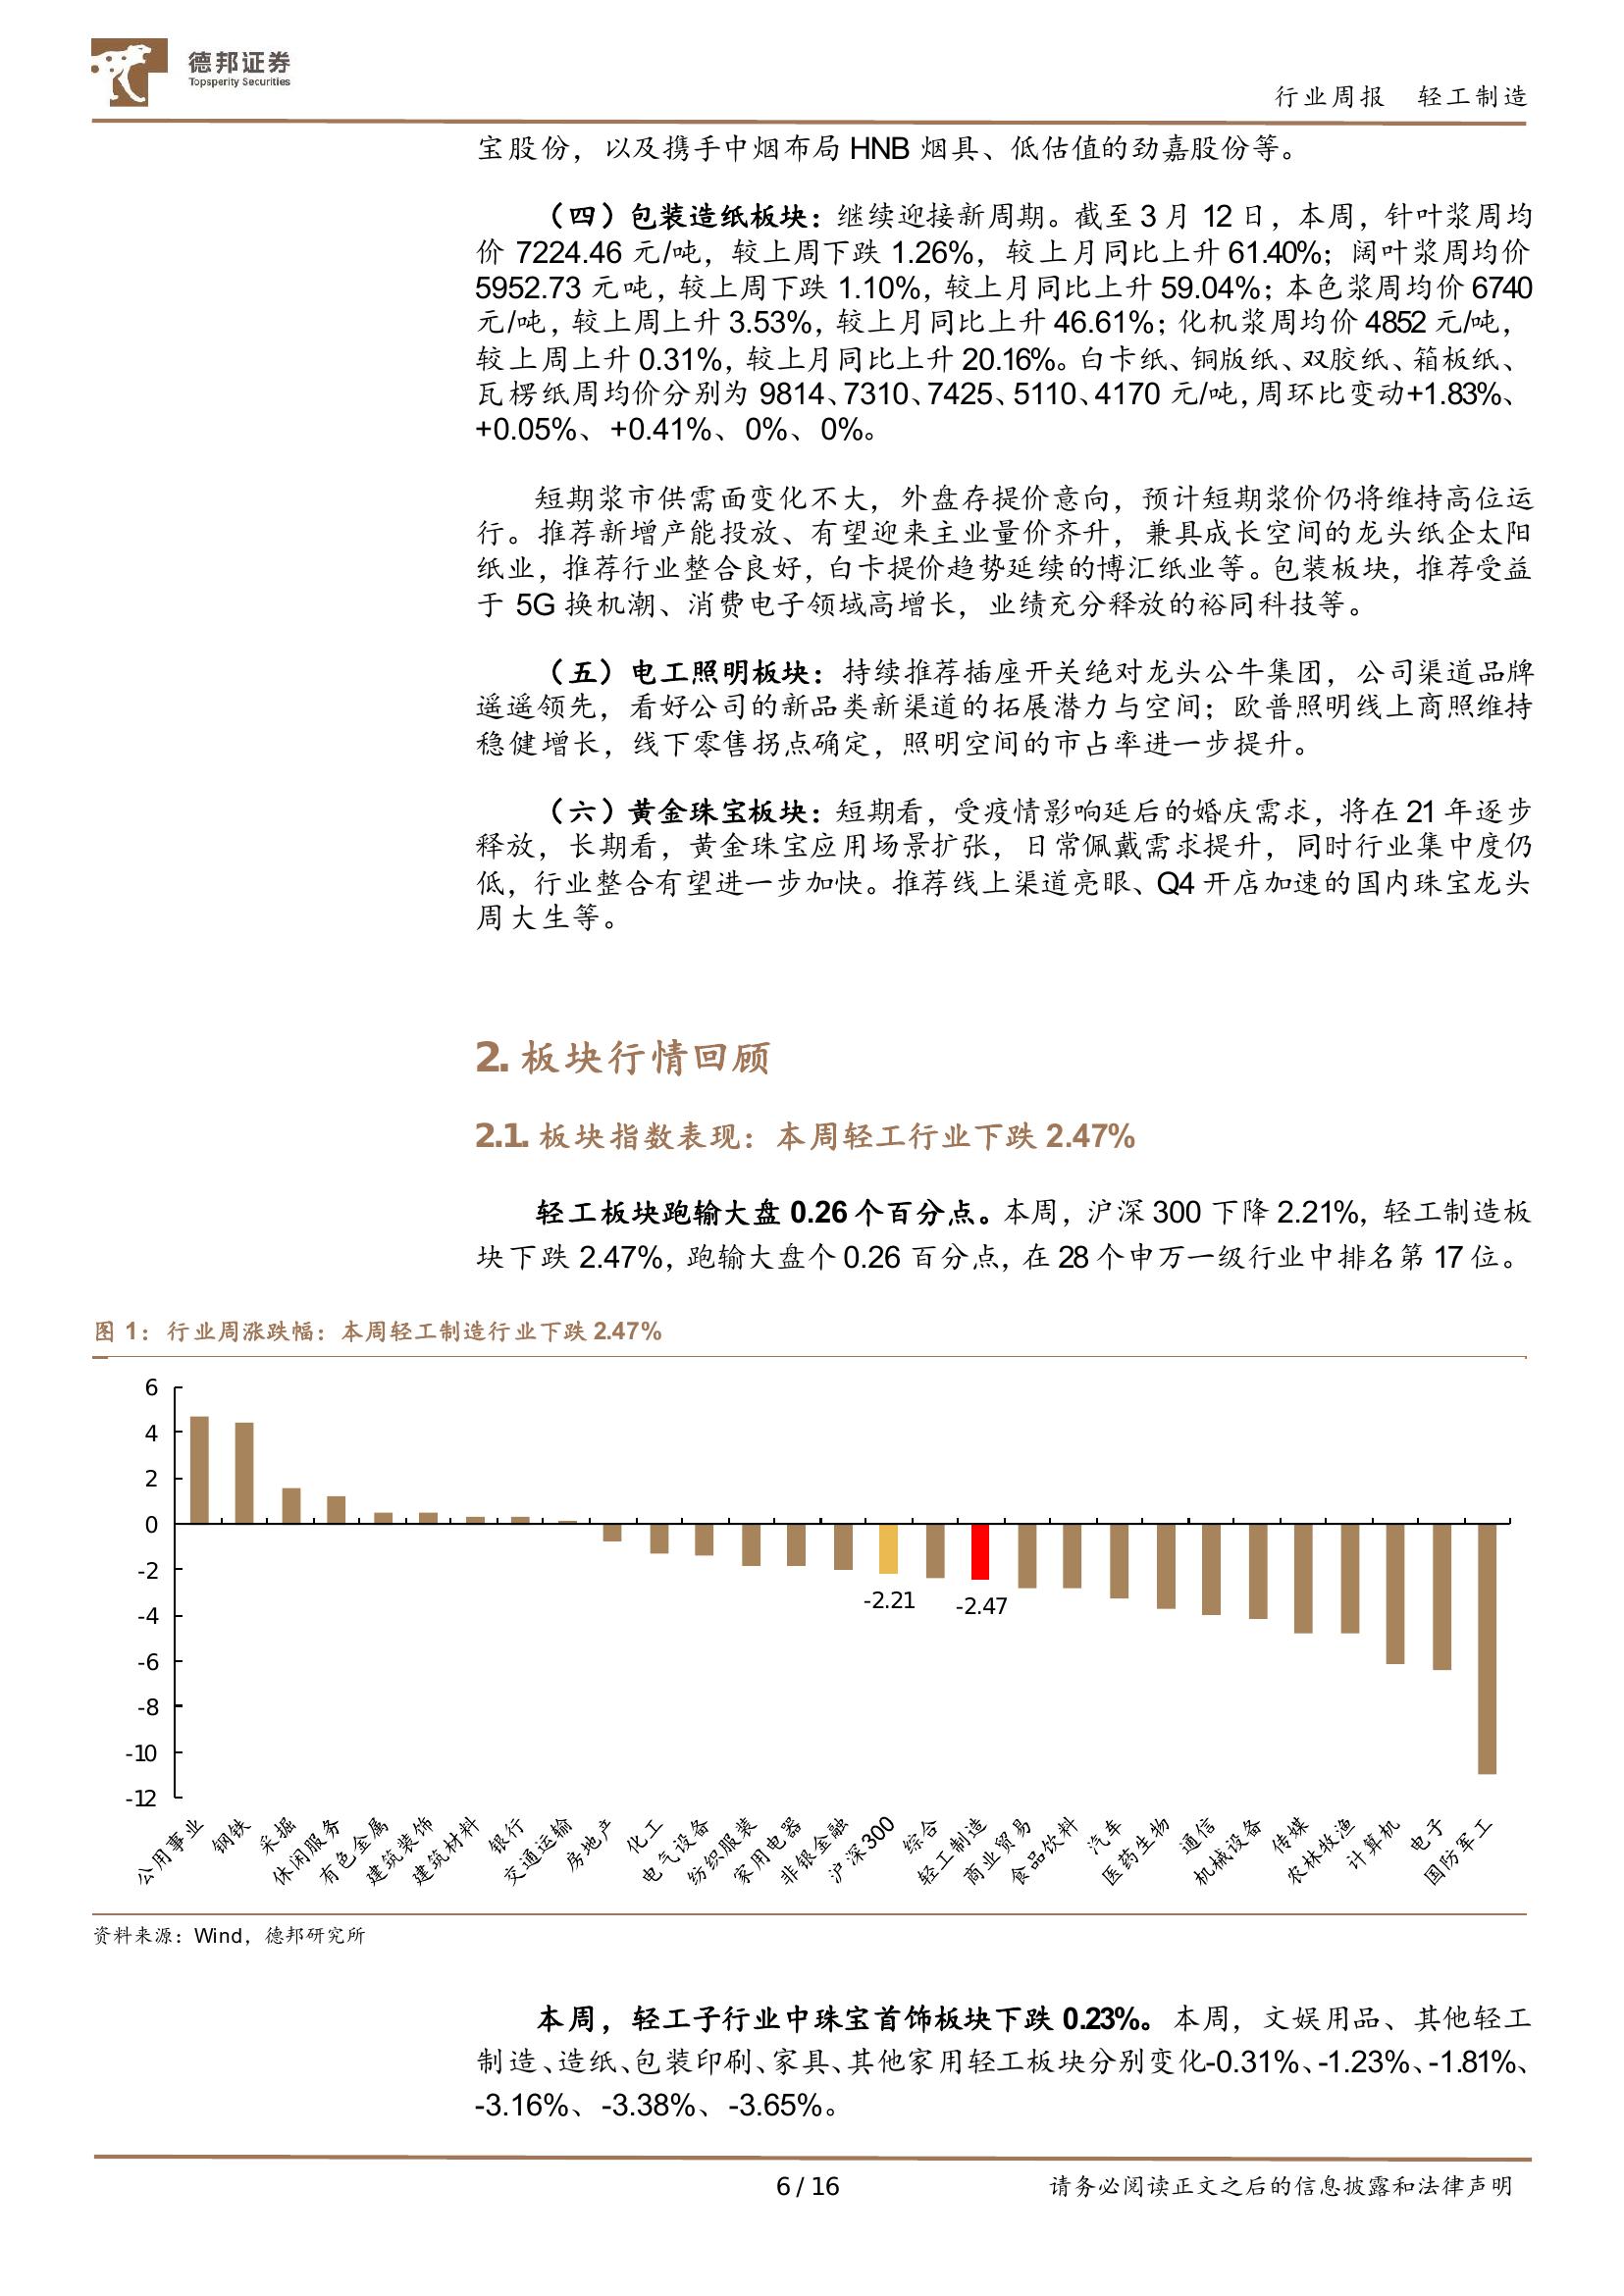 德邦证券
Topsperity Securities
行业周报 轻工制造
宝股份，以及携手中烟布局 HNB 烟具、低估值的劲嘉股份等。
（四）包装造纸板块：继续迎接新周期。截至 3 月 12 日，本周，针叶浆周均
价 7224.46 元/吨，较上周下跌 1.26%，较上月同比上升 61.40%；阔叶浆周均价
5952.73 元吨，较上周下跌 1.10%，较上月同比上升 59.04%；本色浆周均价 6740
元/吨，较上周上升 3.53%，较上月同比上升 46.61%；化机浆周均价 4852 元/吨，
较上周上升 0.31%，较上月同比上升 20.16%。白卡纸、铜版纸、双胶纸、箱板纸、
瓦楞纸周均价分别为 9814、7310、7425、5110、4170 元/吨，周环比变动+1.83%、
+0.05%、+0.41%、0%、0%。
短期浆市供需面变化不大，外盘存提价意向，预计短期浆价仍将维持高位运
行。推荐新增产能投放、有望迎来主业量价齐升，兼具成长空间的龙头纸企太阳
纸业，推荐行业整合良好，白卡提价趋势延续的博汇纸业等。包装板块，推荐受益
于 5G 换机潮、消费电子领域高增长，业绩充分释放的裕同科技等。
（五）电工照明板块：持续推荐插座开关绝对龙头公牛集团，公司渠道品牌
遥遥领先，看好公司的新品类新渠道的拓展潜力与空间；欧普照明线上商照维持
稳健增长，线下零售拐点确定，照明空间的市占率进一步提升。
（六）黄金珠宝板块：短期看，受疫情影响延后的婚庆需求，将在 21 年逐步
释放，长期看，黄金珠宝应用场景扩张，日常佩戴需求提升，同时行业集中度仍
低，行业整合有望进一步加快。推荐线上渠道亮眼、Q4 开店加速的国内珠宝龙头
周大生等。
2. 板块行情回顾
2.1. 板块指数表现：本周轻工行业下跌 2.47%
轻工板块跑输大盘 0.26 个百分点。本周，沪深 300 下降 2.21%，轻工制造板
块下跌 2.47%，跑输大盘个 0.26 百分点，在 28 个申万一级行业中排名第 17 位。
图 1：行业周涨跌幅：本周轻工制造行业下跌 2.47%
6
4
2
0
-2
-4
-6
-8
-10
-12
-2.21
-2.47
公用事业
钢铁
采掘
休闲服务
有色金属
建筑装饰
建筑材料
银行
交通运输
房地产
化工
电气设备
纺织服装
家用电器
非银金融
沪深300
综合
轻工制造
商业贸易
食品饮料
汽车
医药生物
通信
机械设备
传媒
农林牧渔
计算机
电子
国防军工
资料来源：Wind，德邦研究所
本周，轻工子行业中珠宝首饰板块下跌 0.23%。本周，文娱用品、其他轻工
制造、造纸、包装印刷、家具、其他家用轻工板块分别变化-0.31%、-1.23%、-1.81%、
-3.16%、-3.38%、-3.65%。
6 / 16
请务必阅读正文之后的信息披露和法律声明